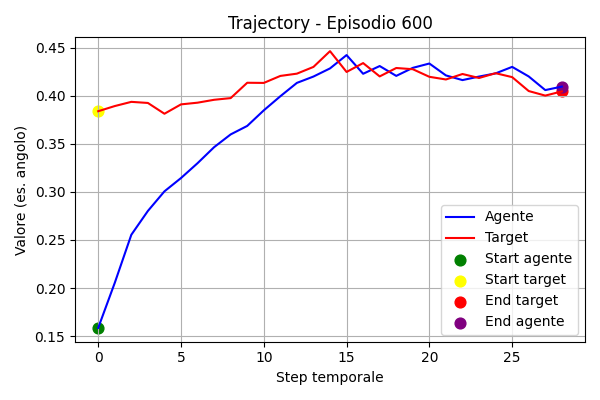 Trajectory - Episodio 600
Valore (es. angolo)
0.45
0.40
0.35
0.30
0.25
0.20
0.15
Agente
Target
Start agente
Start target
End target
End agente
0 5 10 15 20 25
Step temporale